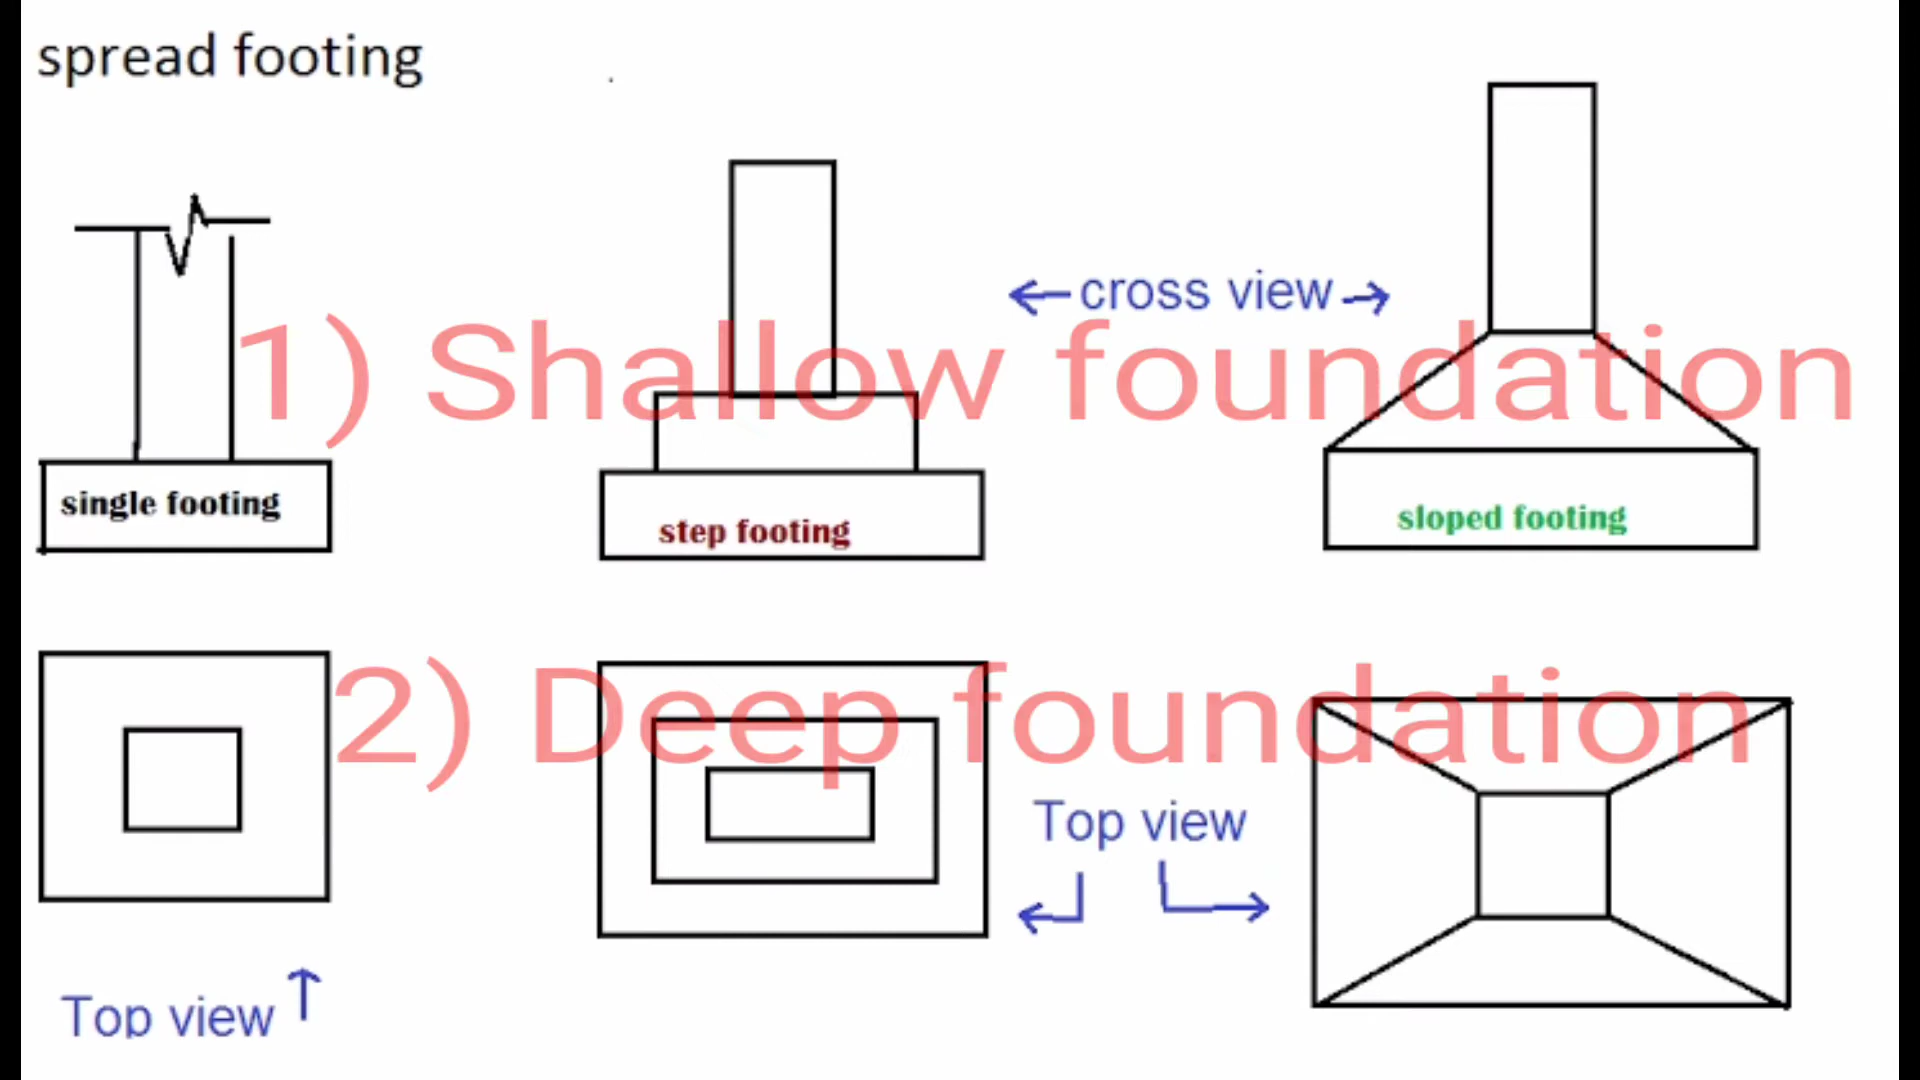 spread footing
cross view
1) Shallow foundation
single footing
step footing
sloped footing
2) Deep foundation
Top view
Top view